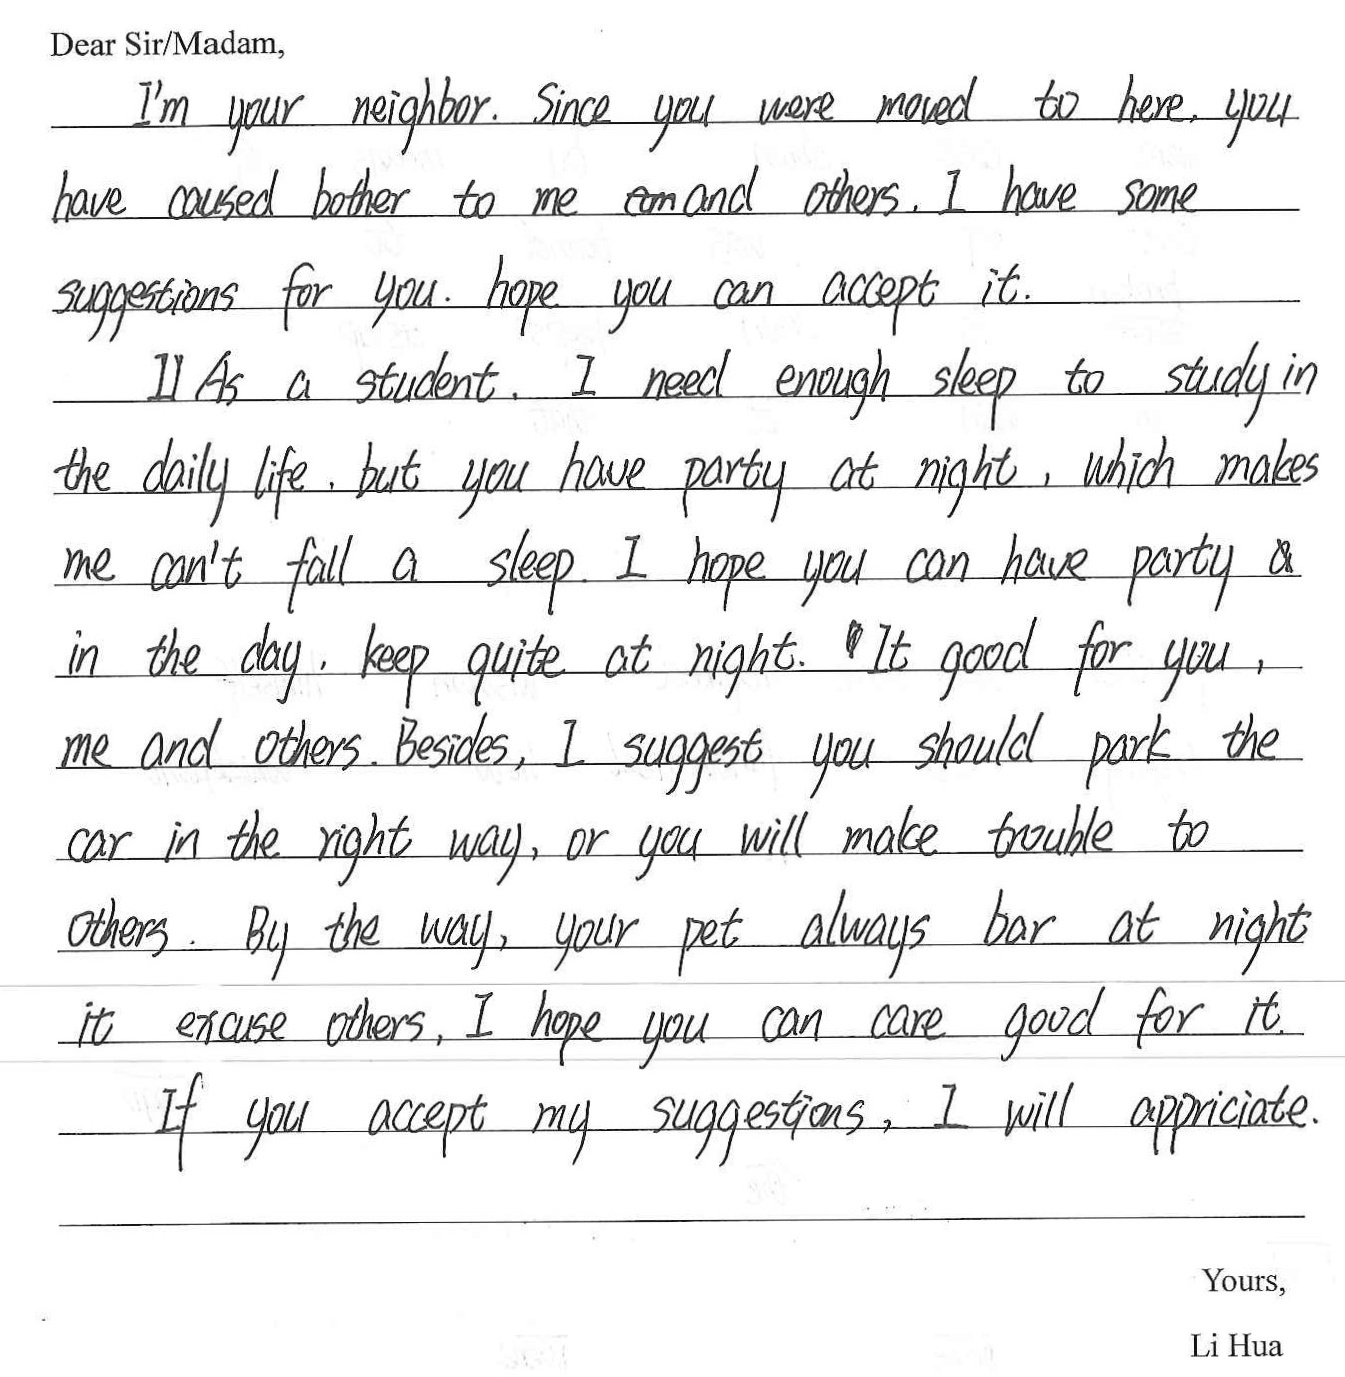 Dear Sir/Madam,
I'm your neighbor. Since you were moved to here, you
have caused bother to me and others. I have some
suggestions for you. hope you can accept it.
As a student. I need enough sleep to study in
the daily life, but you have party at night, which makes
me can't fall a sleep. I hope you can have party
in the day, keep quite at night. It good for you,
me and others. Besides, I suggest you should park the
car in the right way, or you will make trouble to
others. By the way, your pet always bar at night
it excuse others, I hope you can care good for it.
If you accept my suggestions, I will appriciate.
Yours,
Li Hua